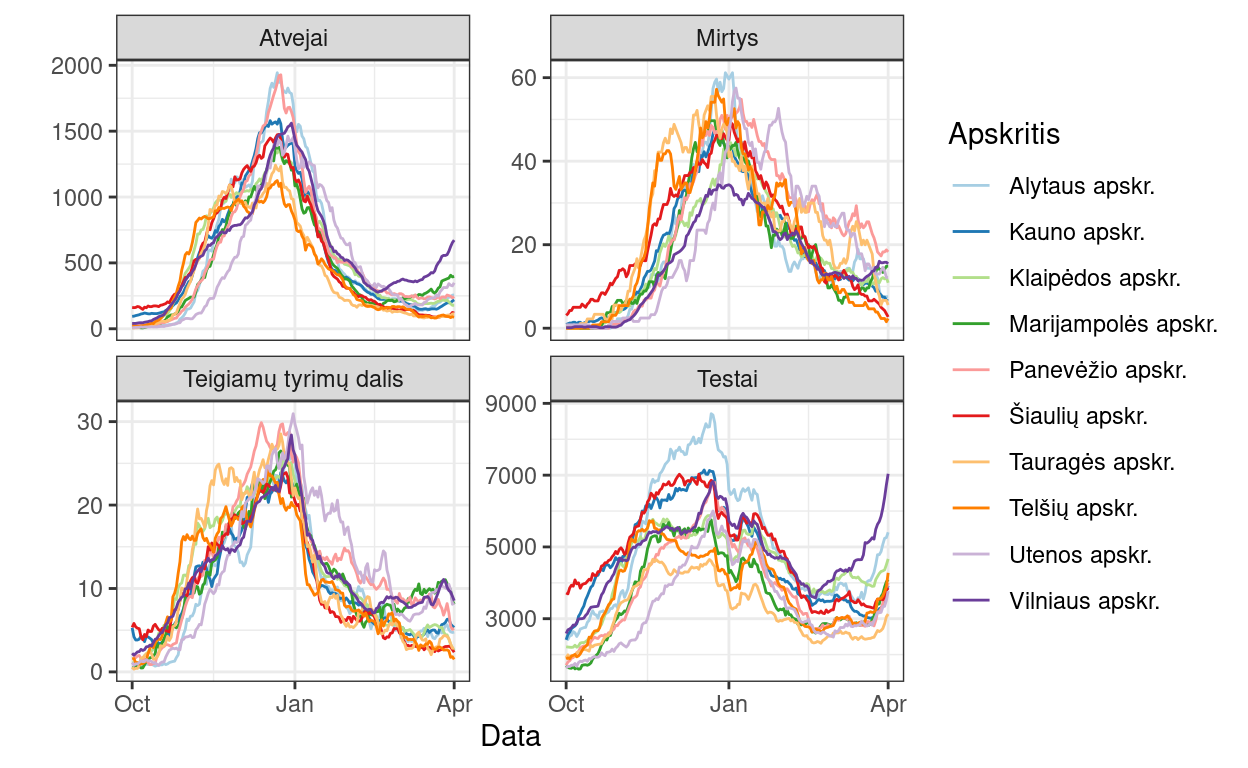 Atvejai
Mirtys
2000
1500
1000
500
0
60
40
20
0
Teigiamų tyrimų dalis
Testai
30
20
10
0
9000
7000
5000
3000
Oct Jan Apr
Oct Jan Apr
Data
Apskritis
Alytaus apskr.
Kauno apskr.
Klaipėdos apskr.
Marijampolės apskr.
Panevėžio apskr.
Šiaulių apskr.
Tauragės apskr.
Telšių apskr.
Utenos apskr.
Vilniaus apskr.